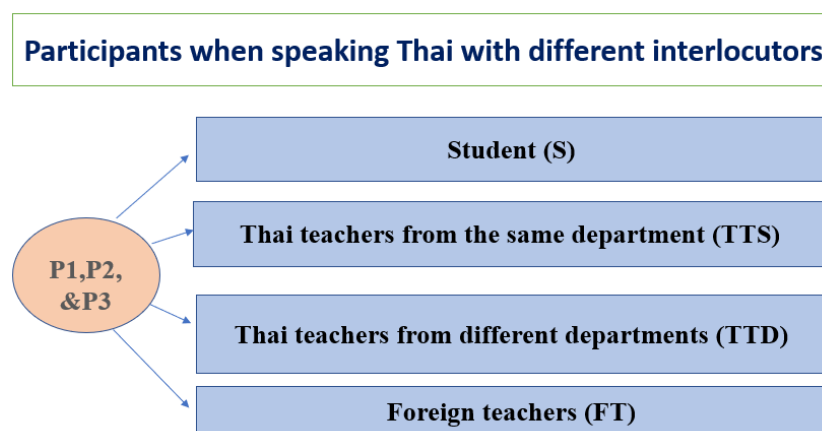 Participants when speaking Thai with different interlocutors
Student (S)
Thai teachers from the same department (TTS)
P1,P2,
&P3
Thai teachers from different departments (TTD)
Foreign teachers (FT)